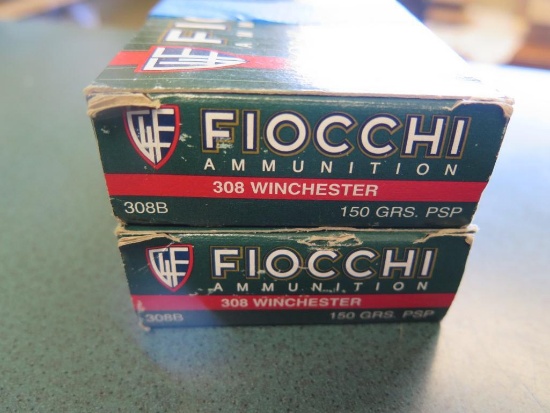 FIOCCHI
AMMUNITION
308 WINCHESTER
308B 150 GRS. PSP
FIOCCHI
AMMUNITION
308 WINCHESTER
308B 150 GRS. PSP